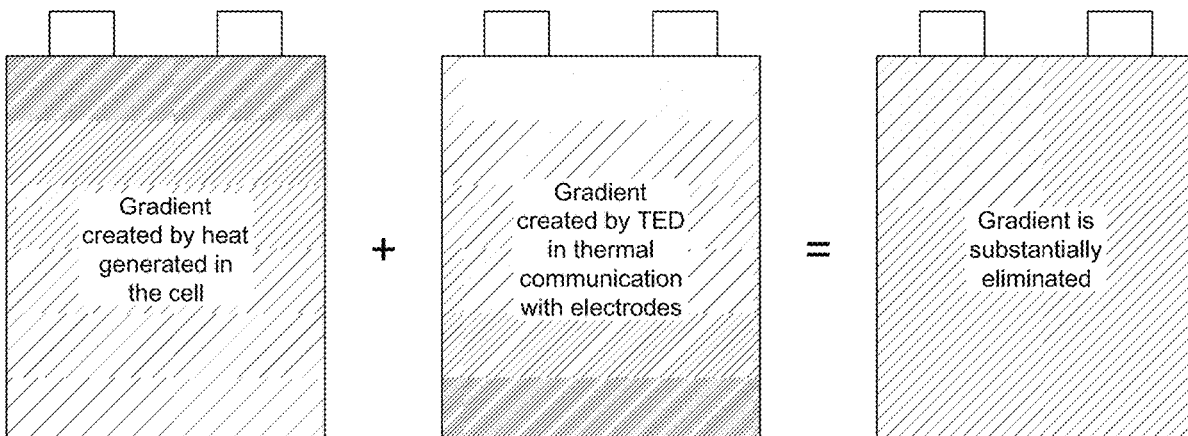 Gradient
created by heat
generated in
the cell
+
Gradient
created by TED
in thermal
communication
with electrodes
=
Gradient is
substantially
eliminated